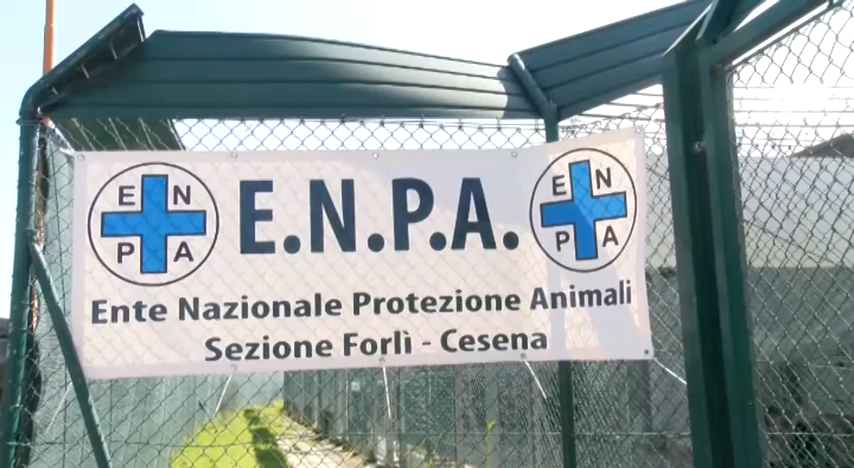 E N
P A
E.N.P.A.
E N
P A
Ente Nazionale Protezione Animali
Sezione Forlì - Cesena